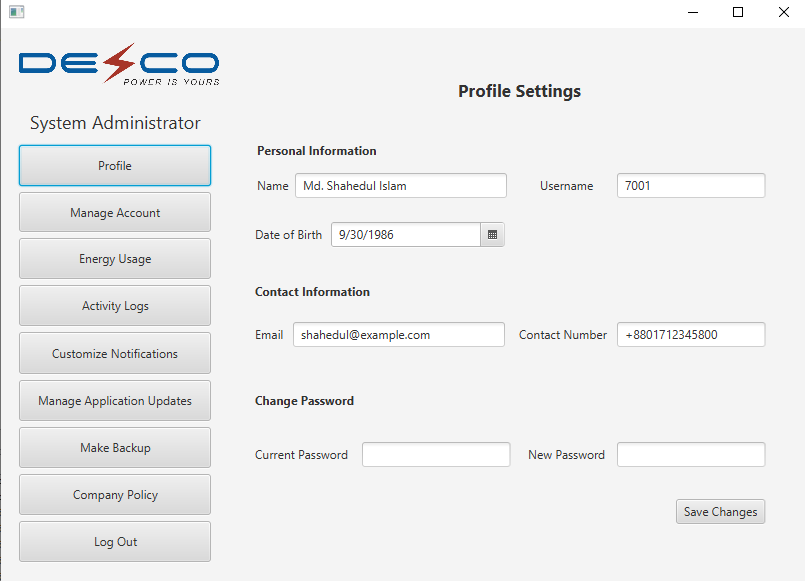 DESCO
POWER IS YOURS
System Administrator
Profile
Manage Account
Energy Usage
Activity Logs
Customize Notifications
Manage Application Updates
Make Backup
Company Policy
Log Out
Profile Settings
Personal Information
Name Md. Shahedul Islam Username 7001
Date of Birth 9/30/1986
Contact Information
Email shahedul@example.com Contact Number +8801712345800
Change Password
Current Password New Password
Save Changes